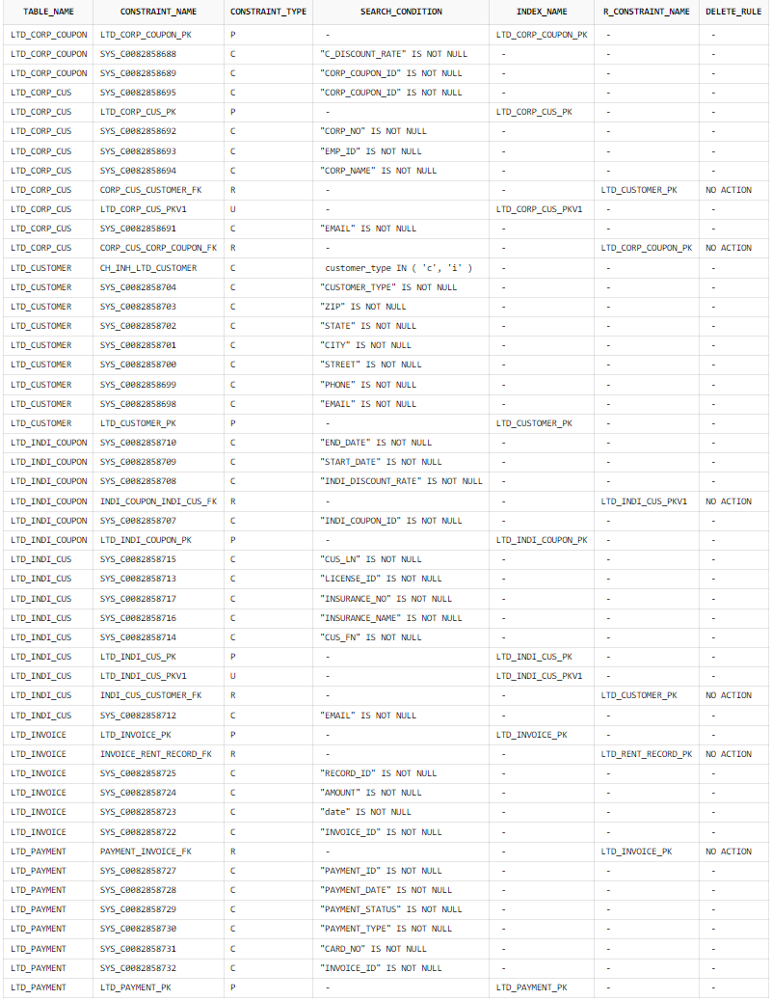 TABLE_NAME CONSTRAINT_NAME CONSTRAINT_TYPE SEARCH_CONDITION INDEX_NAME R_CONSTRAINT_NAME DELETE_RULE
LTD_CORP_COUPON LTD_CORP_COUPON_PK P - LTD_CORP_COUPON_PK - -
LTD_CORP_COUPON SYS_C0082858688 C "C_DISCOUNT_RATE" IS NOT NULL - - -
LTD_CORP_COUPON SYS_C0082858689 C "CORP_COUPON_ID" IS NOT NULL - - -
LTD_CORP_CUS SYS_C0082858695 C "CORP_COUPON_ID" IS NOT NULL - - -
LTD_CORP_CUS LTD_CORP_CUS_PK P - LTD_CORP_CUS_PK - -
LTD_CORP_CUS SYS_C0082858692 C "CORP_NO" IS NOT NULL - - -
LTD_CORP_CUS SYS_C0082858693 C "EMP_ID" IS NOT NULL - - -
LTD_CORP_CUS SYS_C0082858694 C "CORP_NAME" IS NOT NULL - - -
LTD_CORP_CUS CORP_CUS_CUSTOMER_FK R - - LTD_CUSTOMER_PK NO ACTION
LTD_CORP_CUS LTD_CORP_CUS_PKV1 U - LTD_CORP_CUS_PKV1 - -
LTD_CORP_CUS SYS_C0082858691 C "EMAIL" IS NOT NULL - - -
LTD_CORP_CUS CORP_CUS_CORP_COUPON_FK R - - LTD_CORP_COUPON_PK NO ACTION
LTD_CUSTOMER CH_INH_LTD_CUSTOMER C customer_type IN ( 'c', 'i' ) - - -
LTD_CUSTOMER SYS_C0082858704 C "CUSTOMER_TYPE" IS NOT NULL - - -
LTD_CUSTOMER SYS_C0082858703 C "ZIP" IS NOT NULL - - -
LTD_CUSTOMER SYS_C0082858702 C "STATE" IS NOT NULL - - -
LTD_CUSTOMER SYS_C0082858701 C "CITY" IS NOT NULL - - -
LTD_CUSTOMER SYS_C0082858700 C "STREET" IS NOT NULL - - -
LTD_CUSTOMER SYS_C0082858699 C "PHONE" IS NOT NULL - - -
LTD_CUSTOMER SYS_C0082858698 C "EMAIL" IS NOT NULL - - -
LTD_CUSTOMER LTD_CUSTOMER_PK P - LTD_CUSTOMER_PK - -
LTD_INDI_COUPON SYS_C0082858710 C "END_DATE" IS NOT NULL - - -
LTD_INDI_COUPON SYS_C0082858709 C "START_DATE" IS NOT NULL - - -
LTD_INDI_COUPON SYS_C0082858708 C "INDI_DISCOUNT_RATE" IS NOT NULL - - -
LTD_INDI_COUPON INDI_COUPON_INDI_CUS_FK R - - LTD_INDI_CUS_PKV1 NO ACTION
LTD_INDI_COUPON SYS_C0082858707 C "INDI_COUPON_ID" IS NOT NULL - - -
LTD_INDI_COUPON LTD_INDI_COUPON_PK P - LTD_INDI_COUPON_PK - -
LTD_INDI_CUS SYS_C0082858715 C "CUS_LN" IS NOT NULL - - -
LTD_INDI_CUS SYS_C0082858713 C "LICENSE_ID" IS NOT NULL - - -
LTD_INDI_CUS SYS_C0082858717 C "INSURANCE_NO" IS NOT NULL - - -
LTD_INDI_CUS SYS_C0082858716 C "INSURANCE_NAME" IS NOT NULL - - -
LTD_INDI_CUS SYS_C0082858714 C "CUS_FN" IS NOT NULL - - -
LTD_INDI_CUS LTD_INDI_CUS_PK P - LTD_INDI_CUS_PK - -
LTD_INDI_CUS LTD_INDI_CUS_PKV1 U - LTD_INDI_CUS_PKV1 - -
LTD_INDI_CUS INDI_CUS_CUSTOMER_FK R - - LTD_CUSTOMER_PK NO ACTION
LTD_INDI_CUS SYS_C0082858712 C "EMAIL" IS NOT NULL - - -
LTD_INVOICE LTD_INVOICE_PK P - LTD_INVOICE_PK - -
LTD_INVOICE INVOICE_RENT_RECORD_FK R - - LTD_RENT_RECORD_PK NO ACTION
LTD_INVOICE SYS_C0082858725 C "RECORD_ID" IS NOT NULL - - -
LTD_INVOICE SYS_C0082858724 C "AMOUNT" IS NOT NULL - - -
LTD_INVOICE SYS_C0082858723 C "date" IS NOT NULL - - -
LTD_INVOICE SYS_C0082858722 C "INVOICE_ID" IS NOT NULL - - -
LTD_PAYMENT PAYMENT_INVOICE_FK R - - LTD_INVOICE_PK NO ACTION
LTD_PAYMENT SYS_C0082858727 C "PAYMENT_ID" IS NOT NULL - - -
LTD_PAYMENT SYS_C0082858728 C "PAYMENT_DATE" IS NOT NULL - - -
LTD_PAYMENT SYS_C0082858729 C "PAYMENT_STATUS" IS NOT NULL - - -
LTD_PAYMENT SYS_C0082858730 C "PAYMENT_TYPE" IS NOT NULL - - -
LTD_PAYMENT SYS_C0082858731 C "CARD_NO" IS NOT NULL - - -
LTD_PAYMENT SYS_C0082858732 C "INVOICE_ID" IS NOT NULL - - -
LTD_PAYMENT LTD_PAYMENT_PK P - LTD_PAYMENT_PK - -